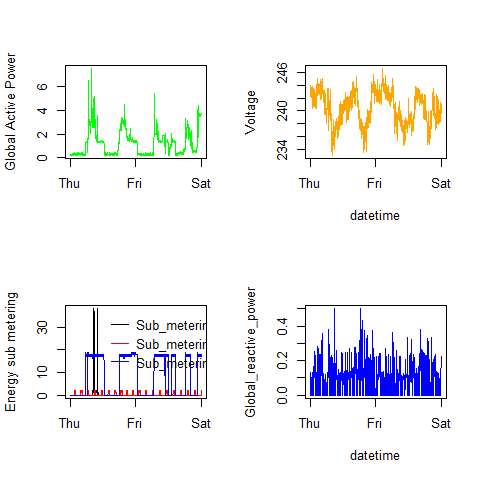 Global Active Power
0 2 4 6
Thu Fri Sat
Voltage
234 240 246
Thu Fri Sat
datetime
Energy sub metering
0 10 30
Sub_meterin
Sub_meterin
Sub_meterin
Thu Fri Sat
Global_reactive_power
0.0 0.2 0.4
Thu Fri Sat
datetime